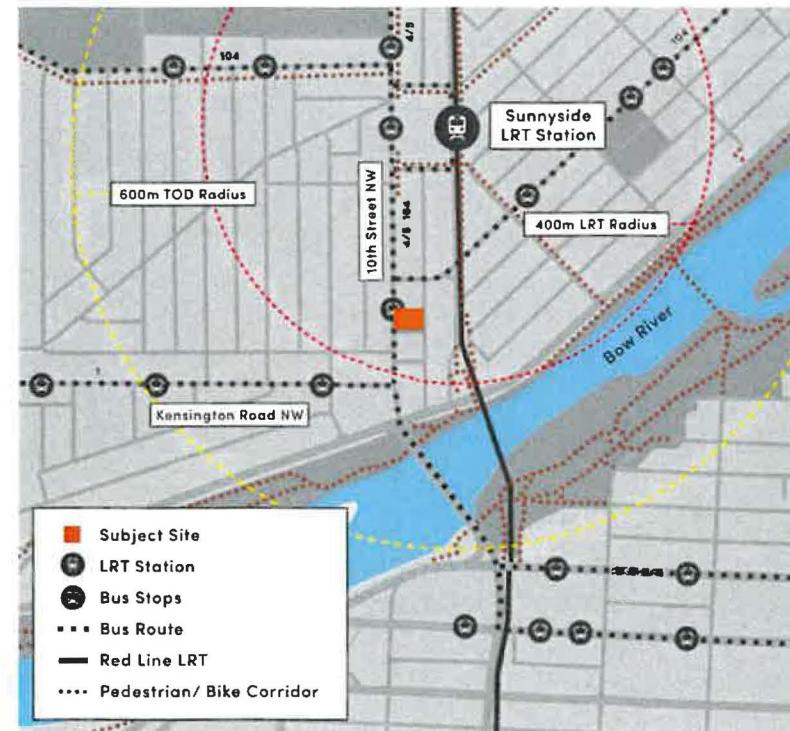 104
4/5
104
Sunnyside
LRT Station
600m TOD Radius
10th Street NW
4/5 104
400m LRT Radius
Bow River
1
Kensington Road NW
Subject Site
LRT Station
Bus Stops
Bus Route
Red Line LRT
Pedestrian/ Bike Corridor